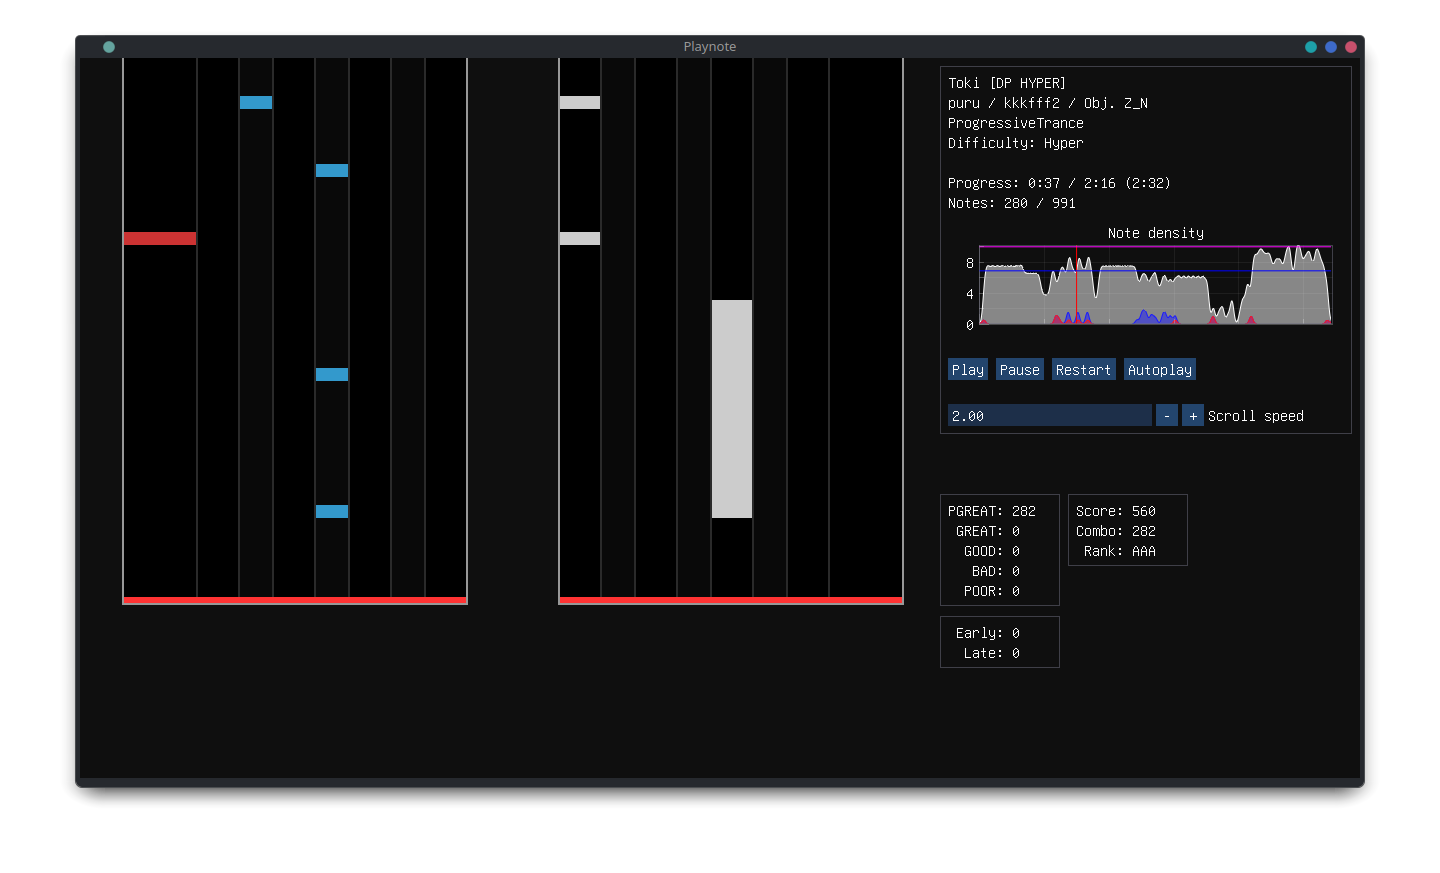 Playnote
Toki [DP HYPER]
puru / kkkfff2 / Obj. Z_N
ProgressiveTrance
Difficulty: Hyper
Progress: 0:37 / 2:16 (2:32)
Notes: 280 / 991
Note density
8
4
0
Play Pause Restart Autoplay
2.00 - + Scroll speed
PGREAT: 282
GREAT: 0
GOOD: 0
BAD: 0
POOR: 0
Score: 560
Combo: 282
Rank: AAA
Early: 0
Late: 0